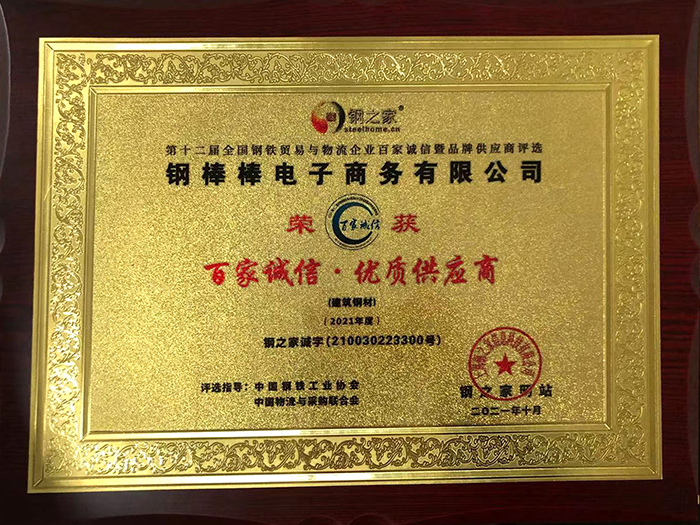 钢之家®
steelhome.cn
第十二届全国钢铁贸易与物流企业百家诚信暨品牌供应商评选
钢棒棒电子商务有限公司
荣 百家诚信 获
百家诚信·优质供应商
(建筑钢材)
(2021年度)
钢之家诚字(210030223300号)
评选指导：中国钢铁工业协会
中国物流与采购联合会
钢之家网站
二〇二一年十月